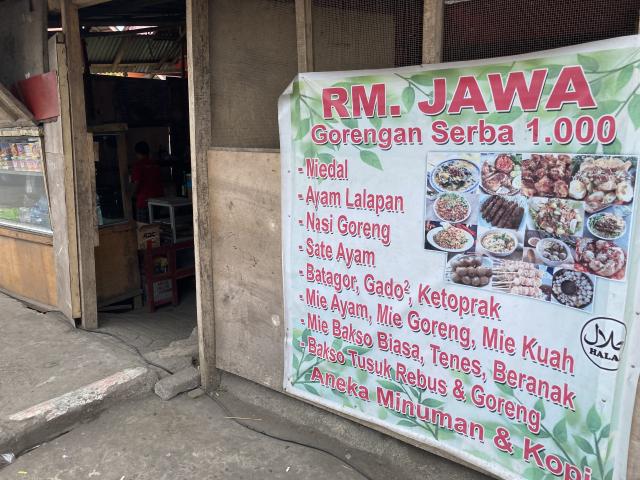 RM. JAWA
Gorengan Serba 1.000
- Miedal
- Ayam Lalapan
- Nasi Goreng
- Sate Ayam
- Batagor, Gado², Ketoprak
- Mie Ayam, Mie Goreng, Mie Kuah
- Mie Bakso Biasa, Tenes, Beranak
- Bakso Tusuk Rebus & Goreng
Aneka Minuman & Kopi
HALAL